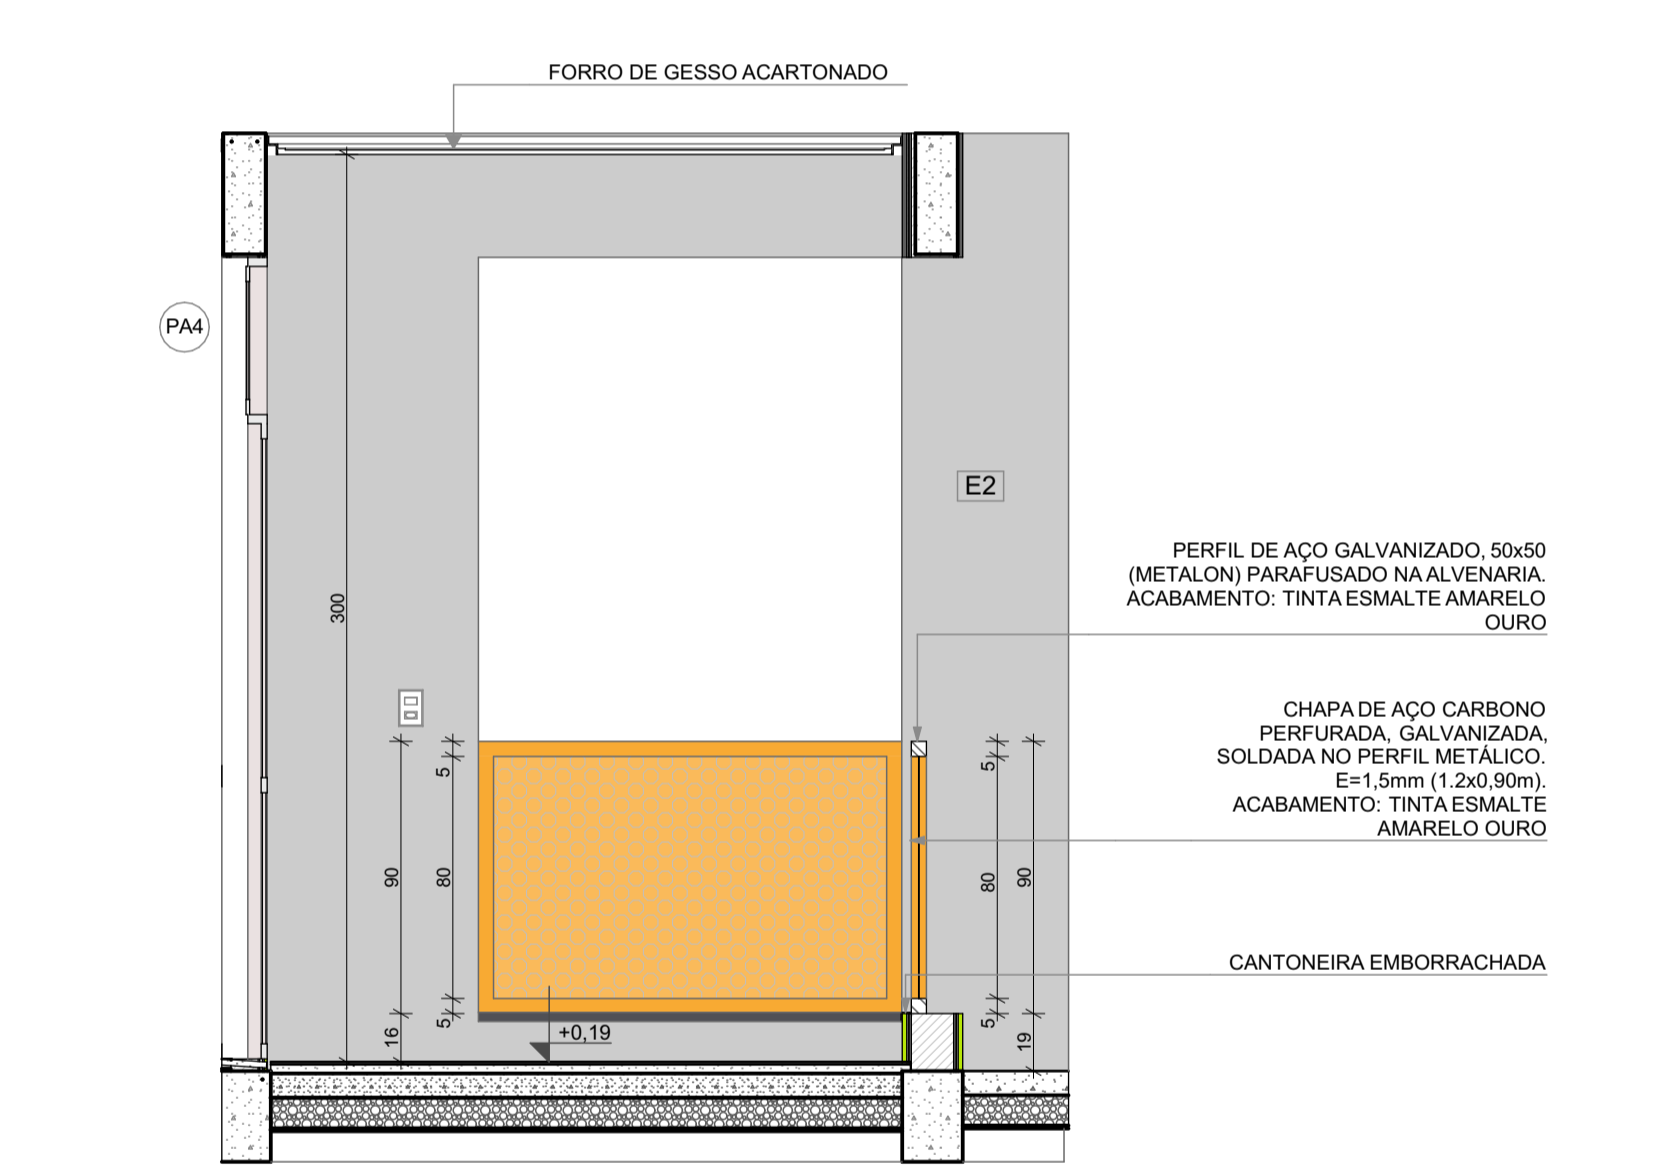 FORRO DE GESSO ACARTONADO
PA4
E2
PERFIL DE AÇO GALVANIZADO, 50x50
(METALON) PARAFUSADO NA ALVENARIA.
ACABAMENTO: TINTA ESMALTE AMARELO
OURO
300
CHAPA DE AÇO CARBONO
PERFURADA, GALVANIZADA,
SOLDADA NO PERFIL METÁLICO.
E=1,5mm (1.2x0,90m).
ACABAMENTO: TINTA ESMALTE
AMARELO OURO
5
5
90
80
80
90
CANTONEIRA EMBORRACHADA
16
5
+0,19
5
19